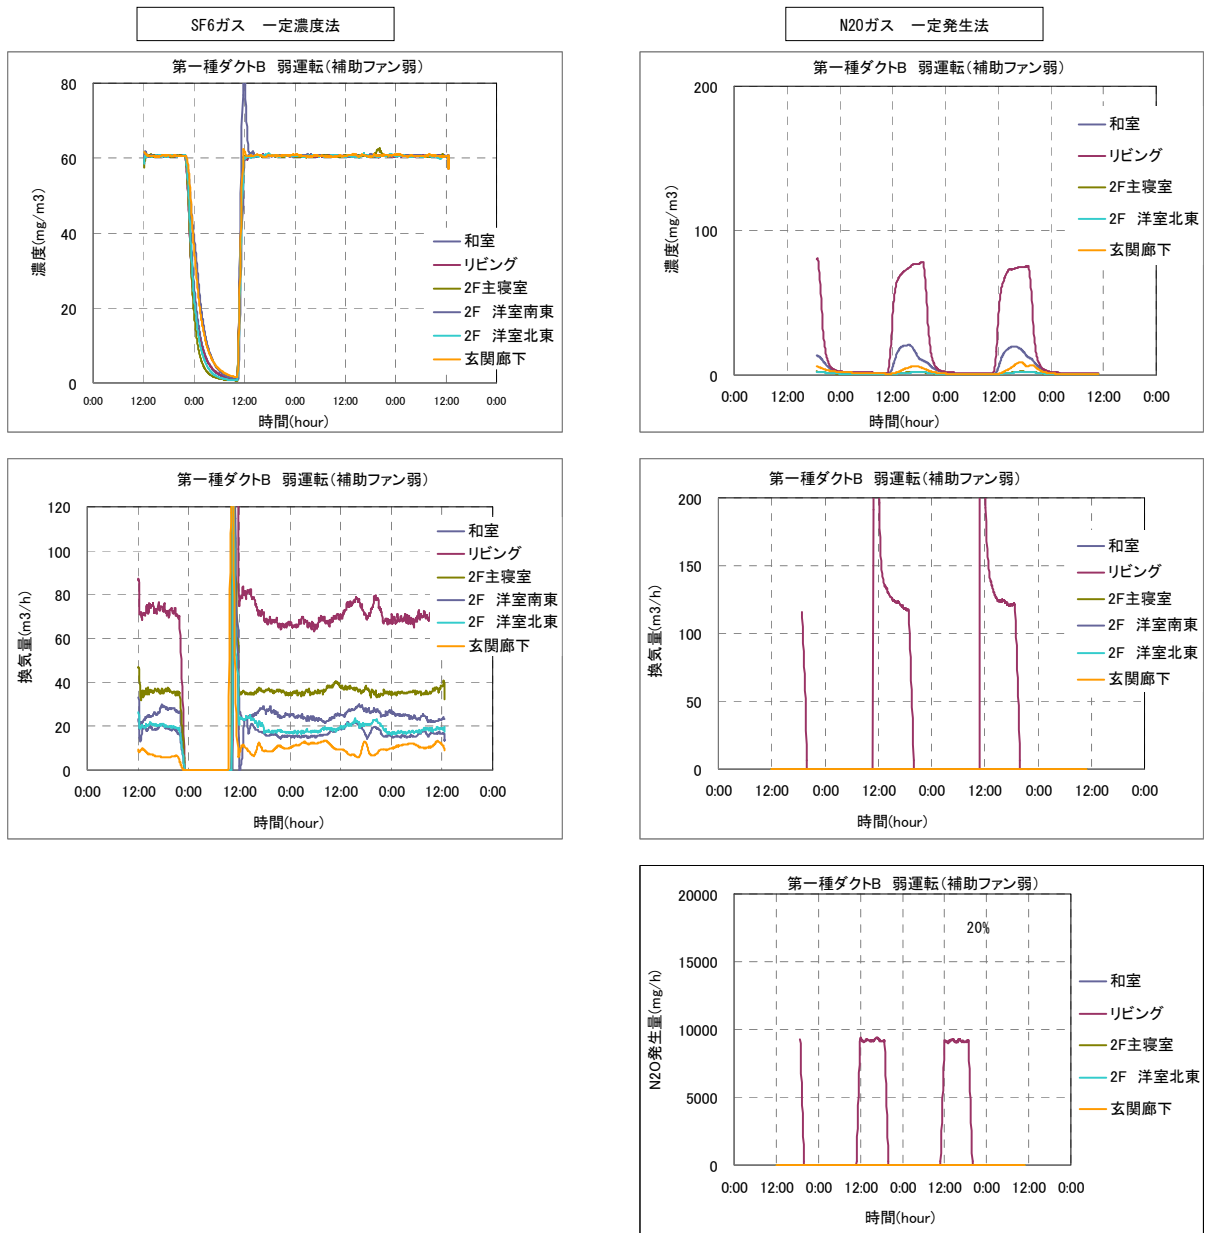 SF6ガス 一定濃度法
N2Oガス 一定発生法
第一種ダクトB 弱運転(補助ファン弱)
80
60
40
20
0
濃度(mg/m3)
和室
リビング
2F主寝室
2F 洋室南東
2F 洋室北東
玄関廊下
0:00 12:00 0:00 12:00 0:00 12:00 0:00 12:00 0:00
時間(hour)
第一種ダクトB 弱運転(補助ファン弱)
200
100
0
濃度(mg/m3)
和室
リビング
2F主寝室
2F 洋室北東
玄関廊下
0:00 12:00 0:00 12:00 0:00 12:00 0:00 12:00 0:00
時間(hour)
第一種ダクトB 弱運転(補助ファン弱)
120
100
80
60
40
20
0
換気量(m3/h)
和室
リビング
2F主寝室
2F 洋室南東
2F 洋室北東
玄関廊下
0:00 12:00 0:00 12:00 0:00 12:00 0:00 12:00 0:00
時間(hour)
第一種ダクトB 弱運転(補助ファン弱)
200
150
100
50
0
換気量(m3/h)
和室
リビング
2F主寝室
2F 洋室南東
2F 洋室北東
玄関廊下
0:00 12:00 0:00 12:00 0:00 12:00 0:00 12:00 0:00
時間(hour)
第一種ダクトB 弱運転(補助ファン弱)
20000
15000
10000
5000
0
N2O発生量(mg/h)
20%
和室
リビング
2F主寝室
2F 洋室北東
玄関廊下
0:00 12:00 0:00 12:00 0:00 12:00 0:00 12:00 0:00
時間(hour)